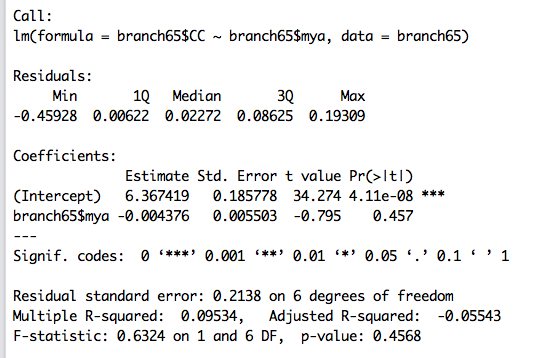 Call:
lm(formula = branch65$CC ~ branch65$mya, data = branch65)
Residuals:
Min 1Q Median 3Q Max
-0.45928 0.00622 0.02272 0.08625 0.19309
Coefficients:
Estimate Std. Error t value Pr(>|t|)
(Intercept) 6.367419 0.185778 34.274 4.11e-08 ***
branch65$mya -0.004376 0.005503 -0.795 0.457
---
Signif. codes: 0 ‘***’ 0.001 ‘**’ 0.01 ‘*’ 0.05 ‘.’ 0.1 ‘ ’ 1
Residual standard error: 0.2138 on 6 degrees of freedom
Multiple R-squared: 0.09534, Adjusted R-squared: -0.05543
F-statistic: 0.6324 on 1 and 6 DF, p-value: 0.4568